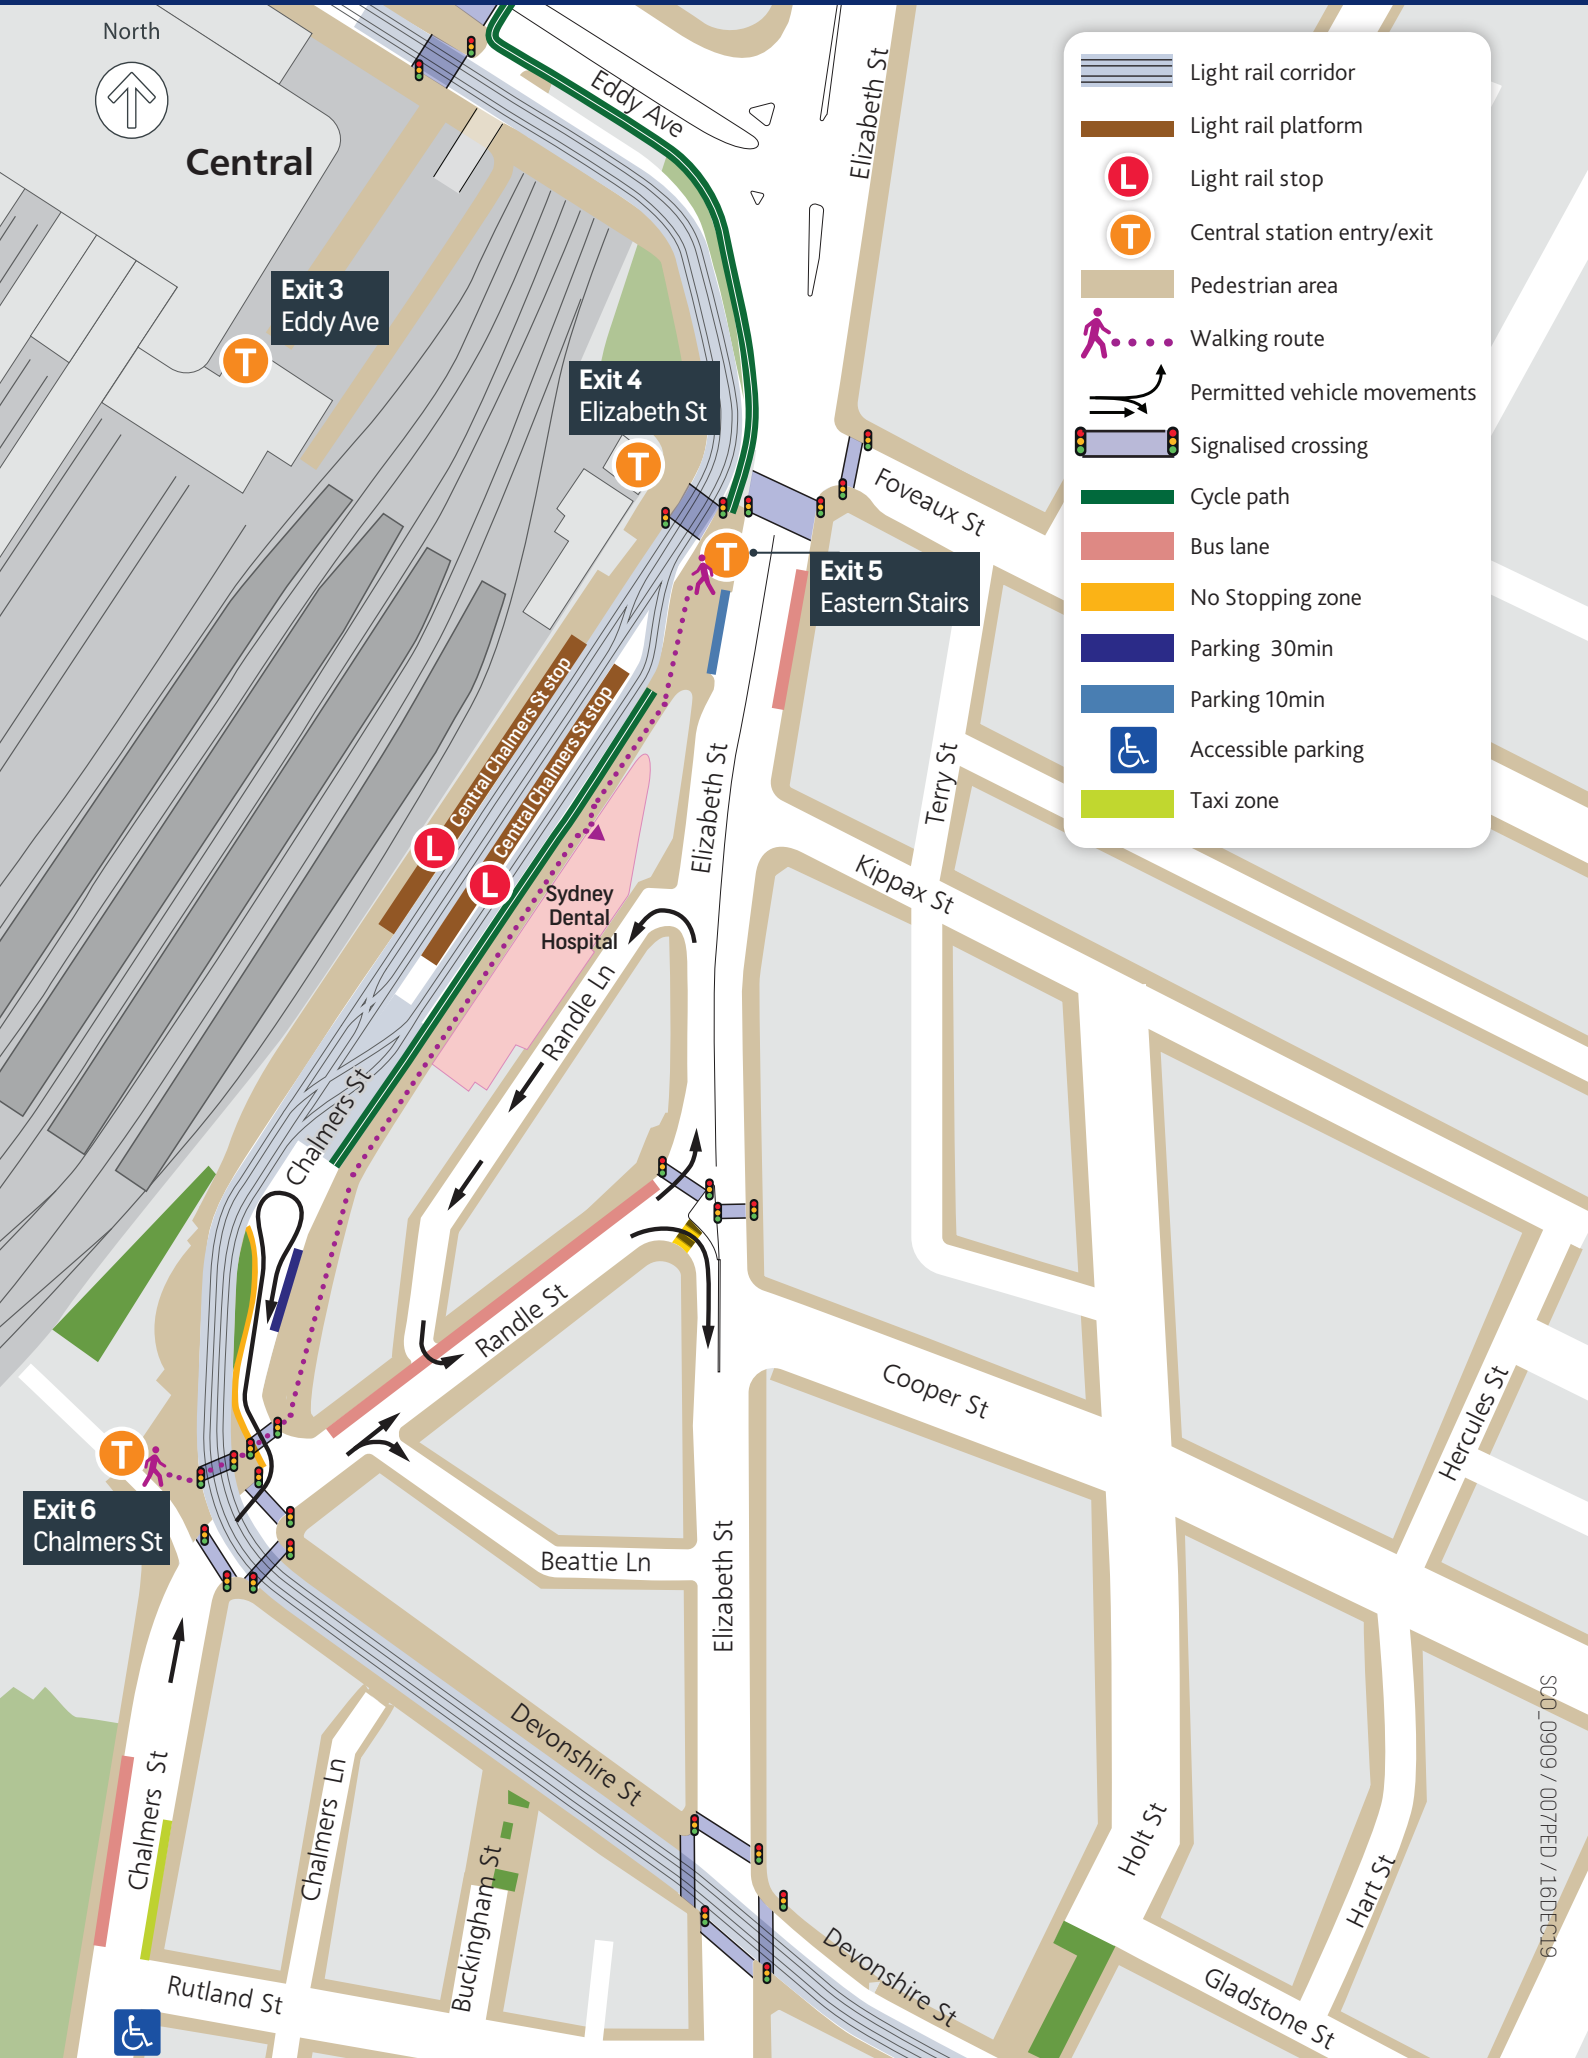 North
Central
Eddy Ave
Elizabeth St
Exit 3
Eddy Ave
T
Exit 4
Elizabeth St
T
Foveaux St
T
Exit 5
Eastern Stairs
Central Chalmers St stop
Central Chalmers St stop
L
L
Sydney
Dental
Hospital
Elizabeth St
Terry St
Kippax St
Randle Ln
Chalmers St
Randle St
Cooper St
Hercules St
T
Exit 6
Chalmers St
Beattie Ln
Elizabeth St
Devonshire St
Chalmers St
Chalmers Ln
Buckingham St
Rutland St
Devonshire St
Holt St
Hart St
Gladstone St
Light rail corridor
Light rail platform
L
Light rail stop
T
Central station entry/exit
Pedestrian area
Walking route
Permitted vehicle movements
Signalised crossing
Cycle path
Bus lane
No Stopping zone
Parking 30min
Parking 10min
Accessible parking
Taxi zone
SCO_0909 / 007PED / 16DEC19